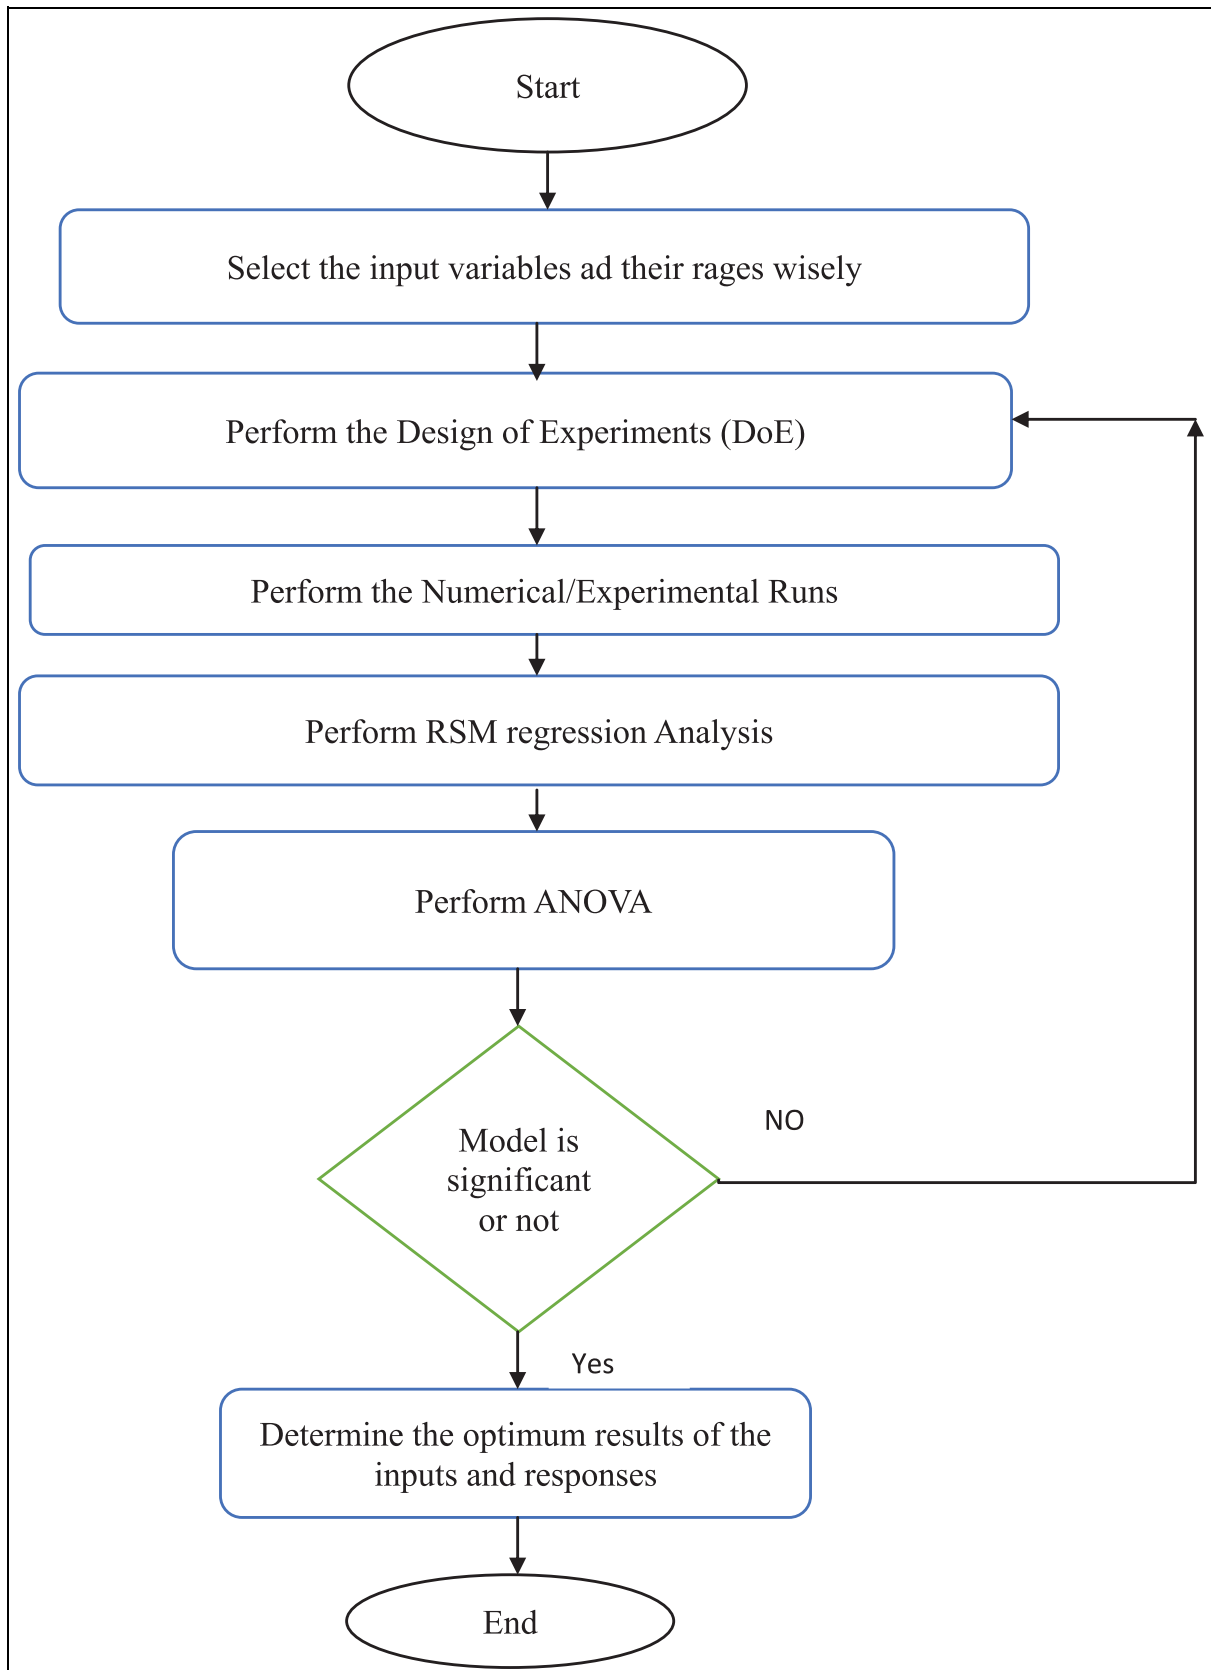 Start
Select the input variables ad their rages wisely
Perform the Design of Experiments (DoE)
Perform the Numerical/Experimental Runs
Perform RSM regression Analysis
Perform ANOVA
Model is
significant
or not
NO
Yes
Determine the optimum results of the
inputs and responses
End